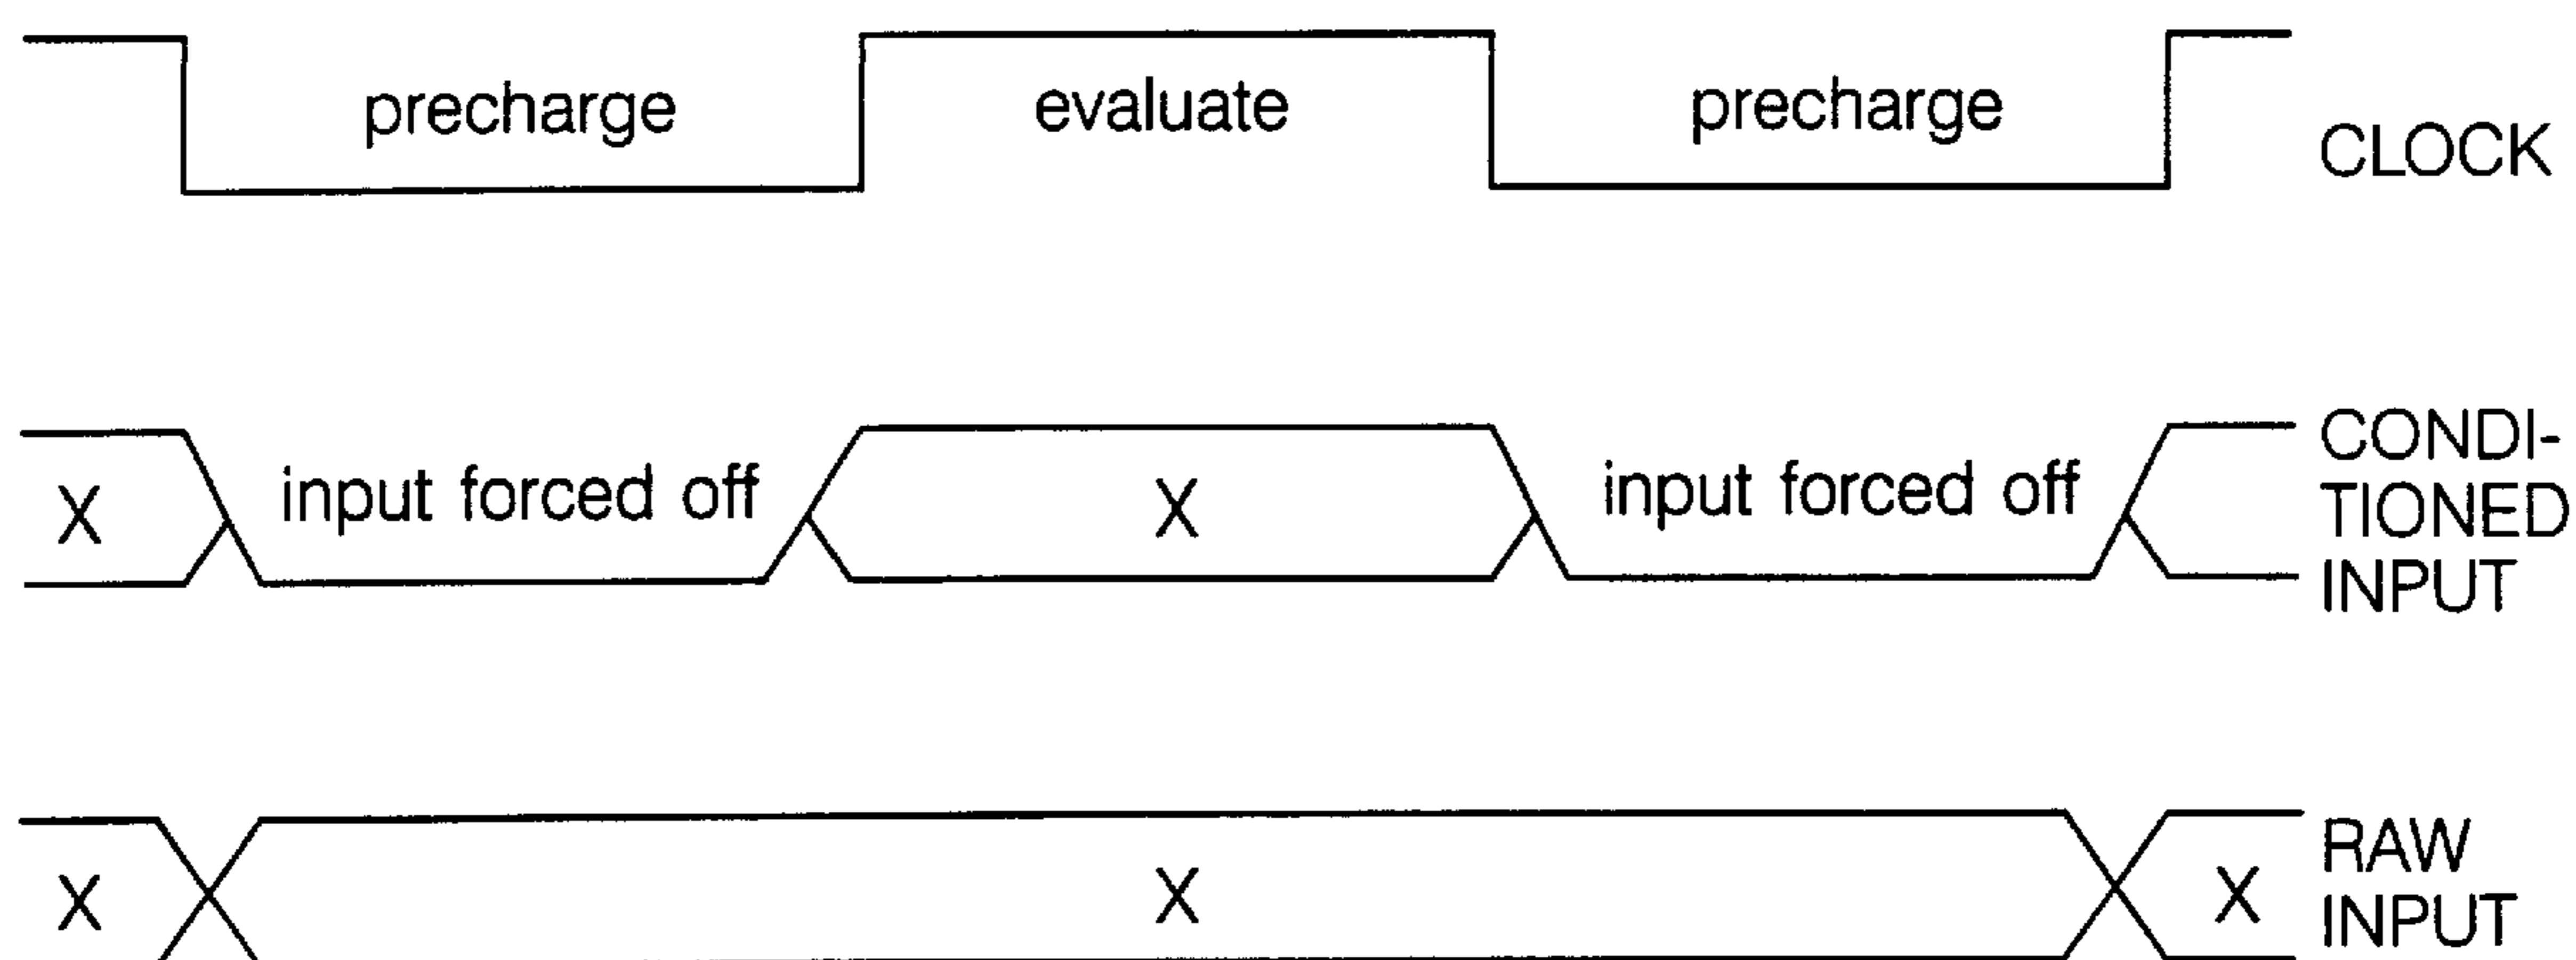 precharge
evaluate
precharge
CLOCK
X
input forced off
X
input forced off
CONDI-
TIONED
INPUT
X
X
X
RAW
INPUT